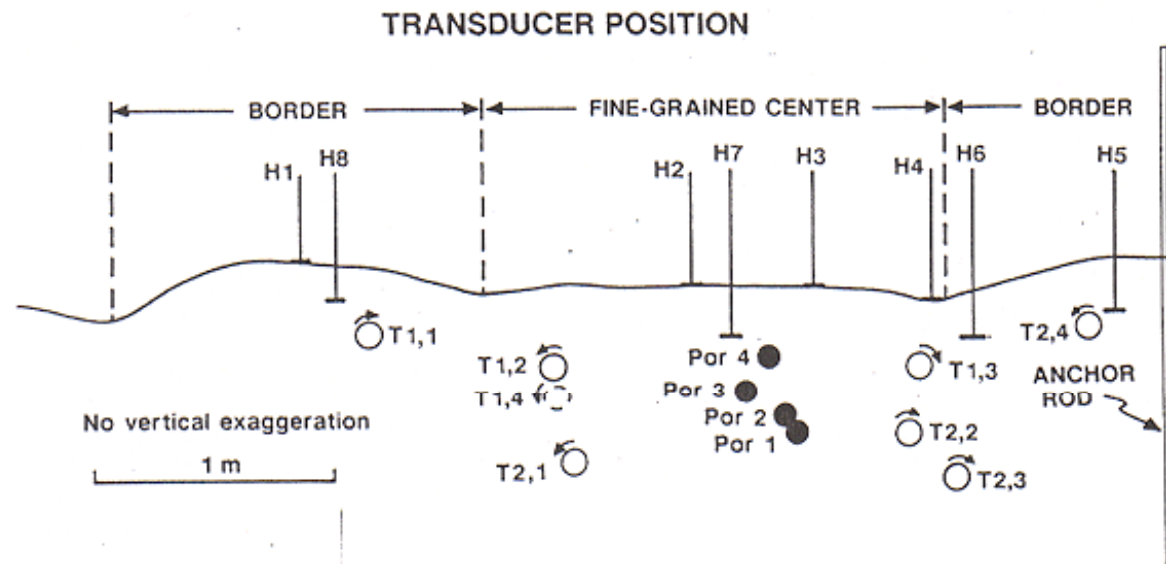 TRANSDUCER POSITION
BORDER
FINE-GRAINED CENTER
BORDER
H1
H8
H2
H7
H3
H4
H6
H5
T1,1
T1,2
T1,4
T2,1
Por 4
Por 3
Por 2
Por 1
T1,3
T2,2
T2,3
T2,4
ANCHOR
ROD
No vertical exaggeration
1 m